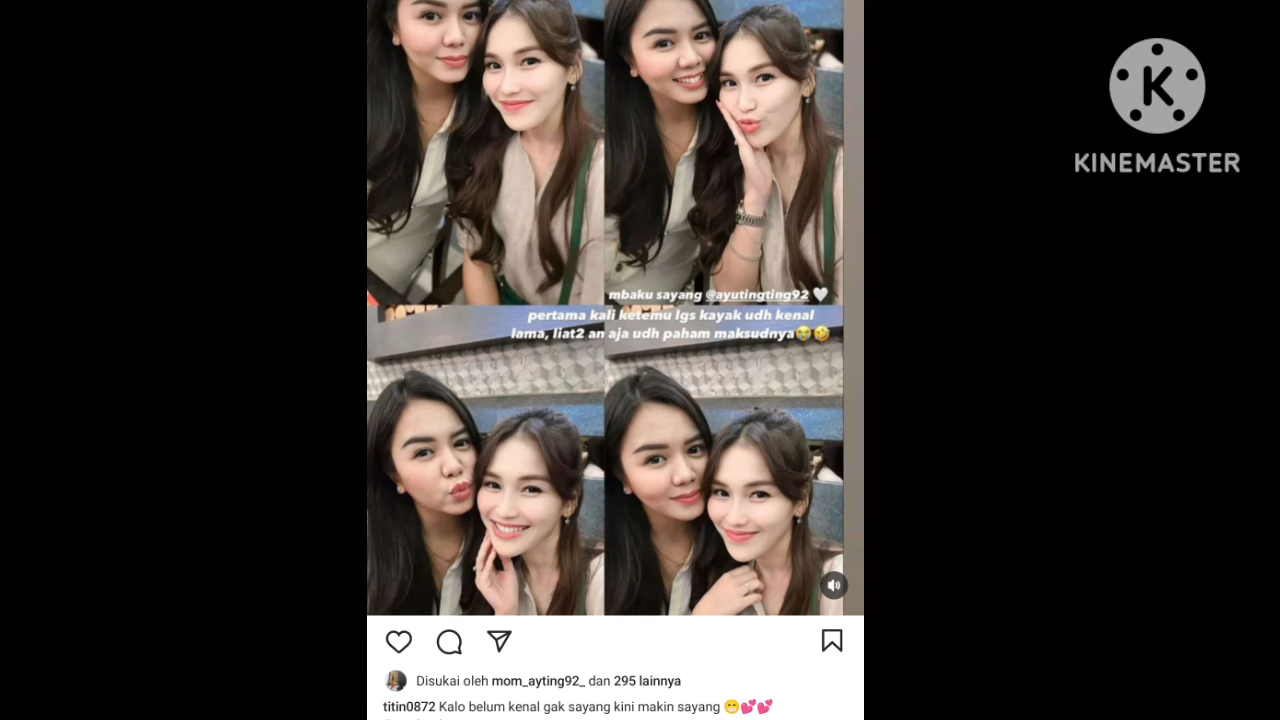 KINEMASTER
mbaku sayang @ayutingting92 🤍
pertama kali ketemu lgs kayak udh kenal
lama, liat2 an aja udh paham maksudnya😭🤣
Disukai oleh mom_ayting92_ dan 295 lainnya
titin0872 Kalo belum kenal gak sayang kini makin sayang 😁💕💕